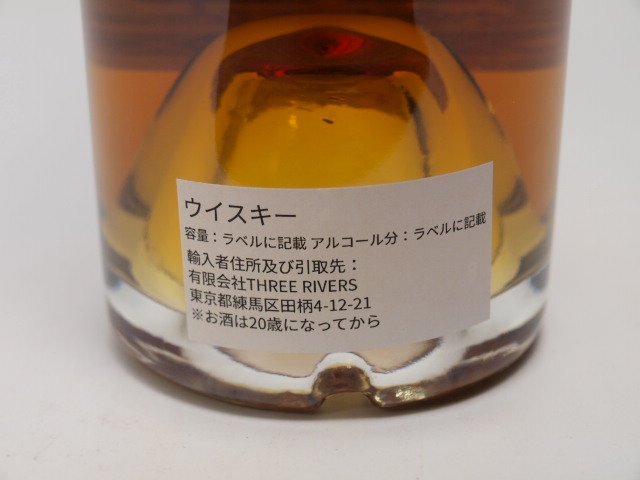 ウイスキー
容量：ラベルに記載 アルコール分：ラベルに記載
輸入者住所及び引取先：
有限会社THREE RIVERS
東京都練馬区田柄4-12-21
※お酒は20歳になってから